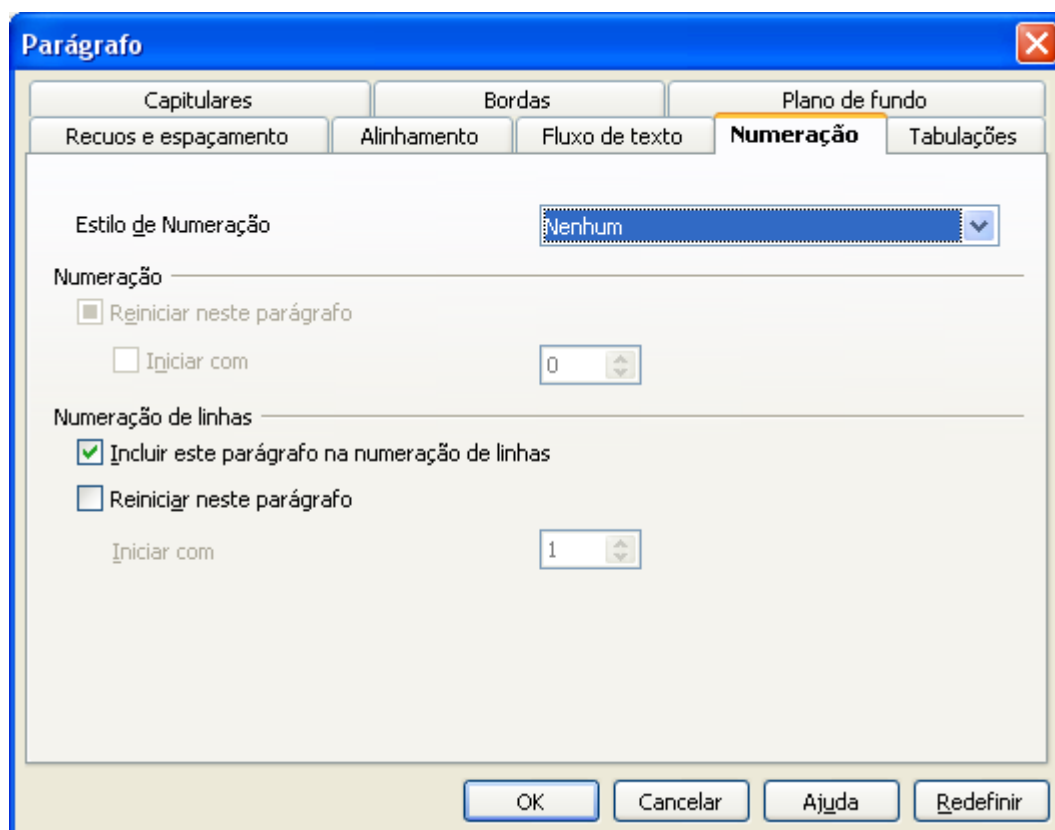 Parágrafo
Capitulares Bordas Plano de fundo
Recuos e espaçamento Alinhamento Fluxo de texto Numeração Tabulações
Estilo de Numeração Nenhum
Numeração
Reiniciar neste parágrafo
Iniciar com 0
Numeração de linhas
Incluir este parágrafo na numeração de linhas
Reiniciar neste parágrafo
Iniciar com 1
OK Cancelar Ajuda Redefinir